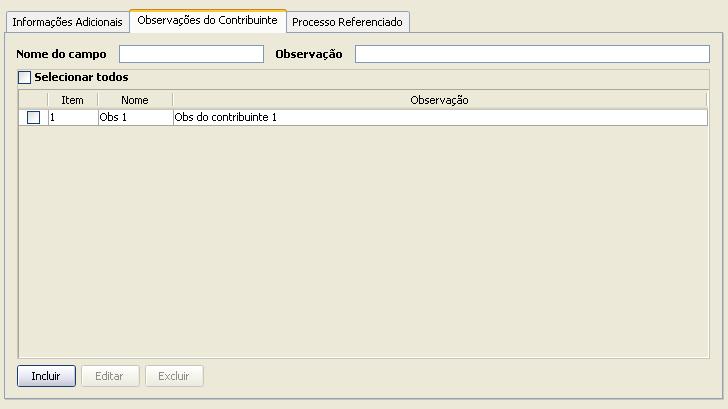 Informações Adicionais Observações do Contribuinte Processo Referenciado
Nome do campo Observação
Selecionar todos
Item Nome Observação
1 Obs 1 Obs do contribuinte 1
Incluir Editar Excluir